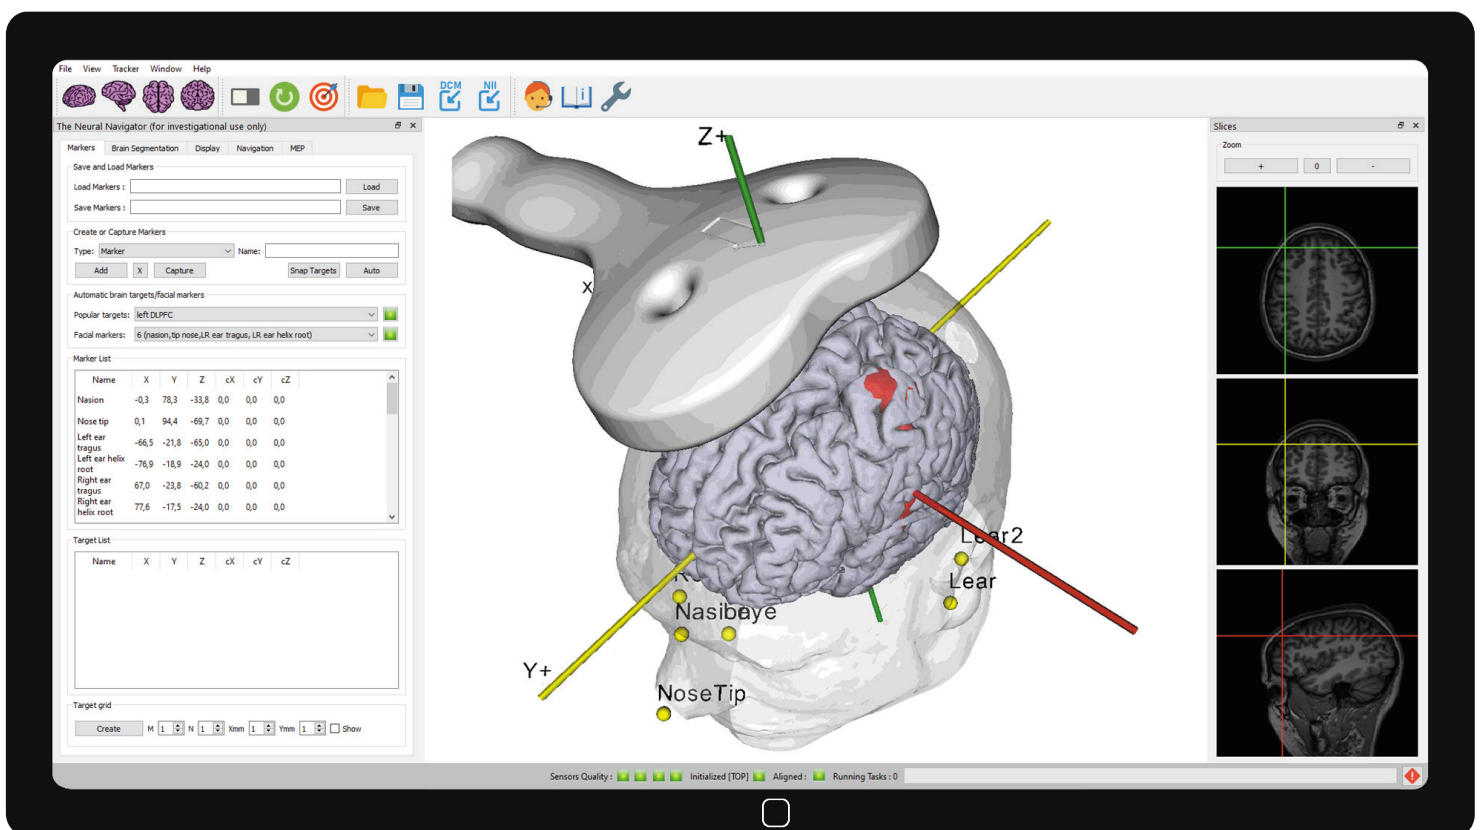 File View Tracker Window Help
DCM NII
The Neural Navigator (for investigational use only)
Markers Brain Segmentation Display Navigation MEP
Save and Load Markers
Load Markers : Load
Save Markers : Save
Create or Capture Markers
Type: Marker Name:
Add X Capture Snap Targets Auto
Automatic brain targets/facial markers
Popular targets: left DLPFC
Facial markers: 6 (nasion,tip nose,LR ear tragus, LR ear helix root)
Marker List
Name X Y Z cX cY cZ
Nasion -0,3 78,3 -33,8 0,0 0,0 0,0
Nose tip 0,1 94,4 -69,7 0,0 0,0 0,0
Left ear tragus -66,5 -21,8 -65,0 0,0 0,0 0,0
Left ear helix root -76,9 -18,9 -24,0 0,0 0,0 0,0
Right ear tragus 67,0 -23,8 -60,2 0,0 0,0 0,0
Right ear helix root 77,6 -17,5 -24,0 0,0 0,0 0,0
Target List
Name X Y Z cX cY cZ
Target grid
Create M 1 N 1 Xmm 1 Ymm 1 Show
Z+
X
Lear2
Lear
Y+
NoseTip
Slices
Zoom
+ 0 -
Sensors Quality : Initialized [TOP] Aligned : Running Tasks : 0